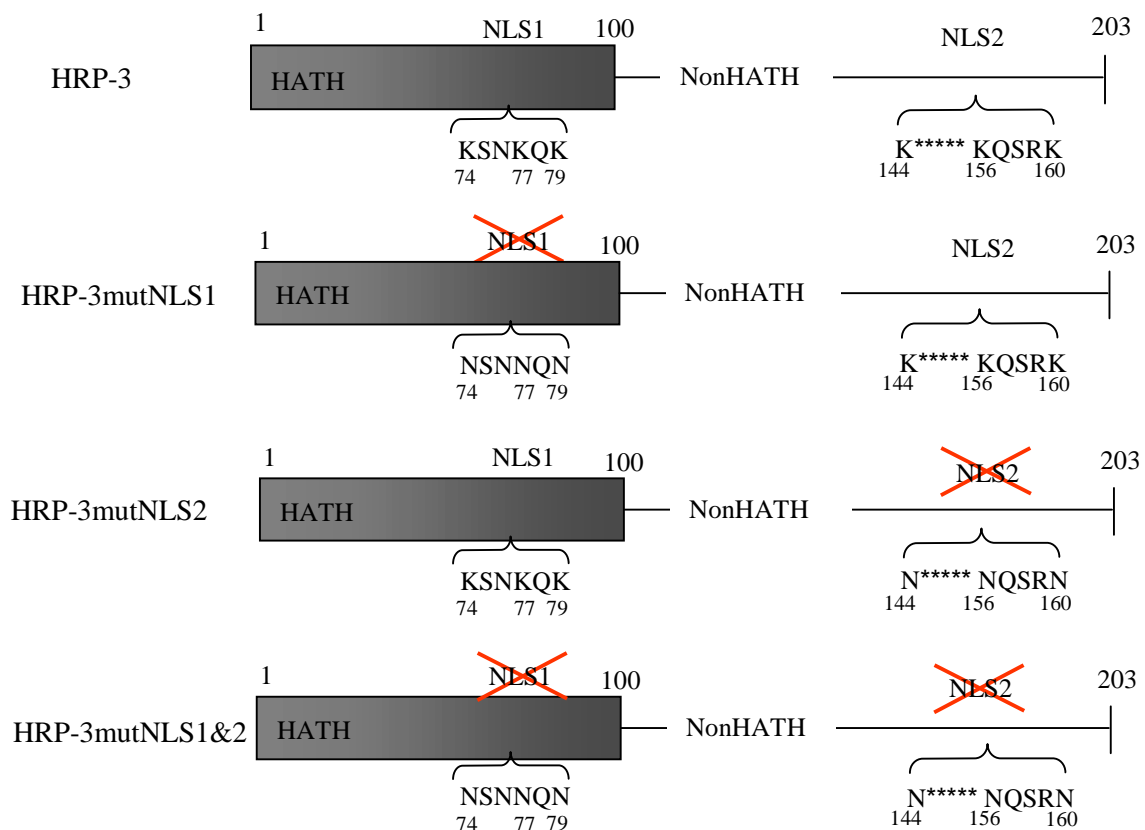 1 NLS1 100 NLS2 203
HRP-3 HATH NonHATH
KSNKQK K***** KQSRK
74 77 79 144 156 160
1 NLS1 100 NLS2 203
HRP-3mutNLS1 HATH NonHATH
NSNNQN K***** KQSRK
74 77 79 144 156 160
1 NLS1 100 NLS2 203
HRP-3mutNLS2 HATH NonHATH
KSNKQK N***** NQSRN
74 77 79 144 156 160
1 NLS1 100 NLS2 203
HRP-3mutNLS1&2 HATH NonHATH
NSNNQN N***** NQSRN
74 77 79 144 156 160